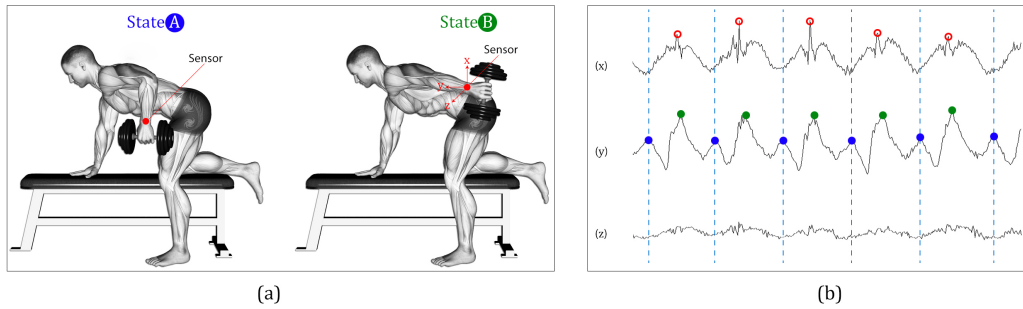 State A
State B
Sensor
Sensor
x
y
z
(x)
(y)
(z)
(a)
(b)